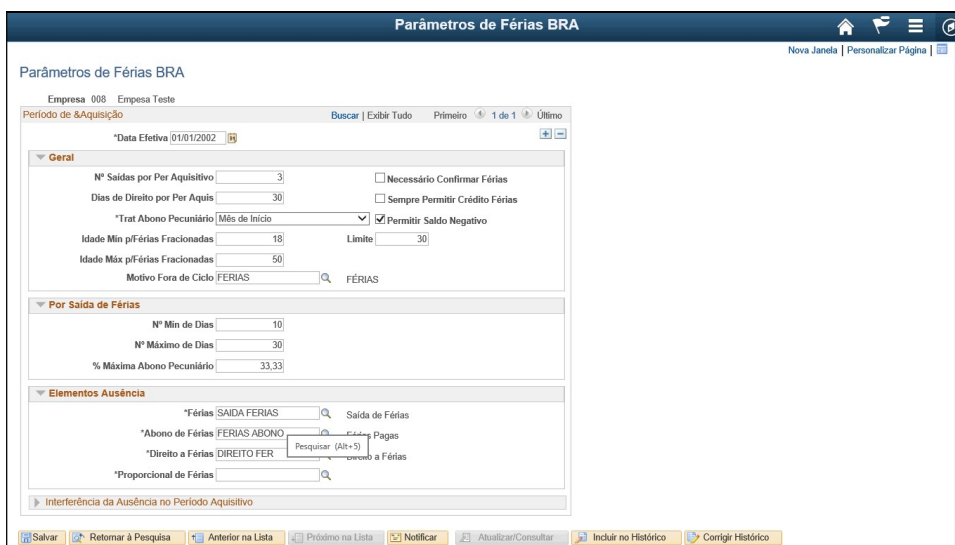 Parâmetros de Férias BRA
Nova Janela | Personalizar Página |
Parâmetros de Férias BRA
Empresa 008 Empesa Teste
Período de &Aquisição Buscar | Exibir Tudo Primeiro 1 de 1 Último
*Data Efetiva 01/01/2002
Geral
Nº Saídas por Per Aquisitivo 3 Necessário Confirmar Férias
Dias de Direito por Per Aquis 30 Sempre Permitir Crédito Férias
*Trat Abono Pecuniário Mês de Início Permitir Saldo Negativo
Idade Mín p/Férias Fracionadas 18 Limite 30
Idade Máx p/Férias Fracionadas 50
Motivo Fora de Ciclo FERIAS FÉRIAS
Por Saída de Férias
Nº Mín de Dias 10
Nº Máximo de Dias 30
% Máxima Abono Pecuniário 33,33
Elementos Ausência
*Férias SAIDA FERIAS Saída de Férias
*Abono de Férias FERIAS ABONO Férias Pagas
Pesquisar (Alt+5)
*Direito a Férias DIREITO FER Direito a Férias
*Proporcional de Férias
Interferência da Ausência no Período Aquisitivo
Salvar Retornar à Pesquisa Anterior na Lista Próximo na Lista Notificar Atualizar/Consultar Incluir no Histórico Corrigir Histórico